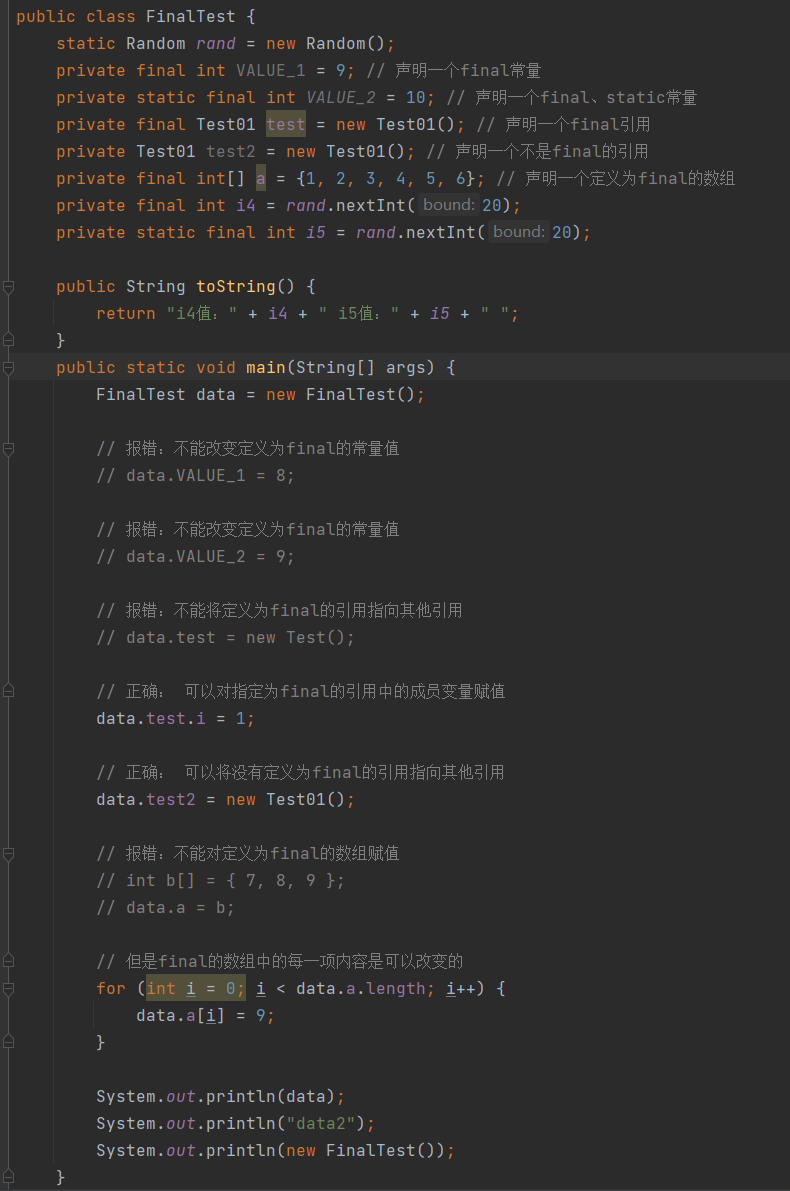 public class FinalTest {
    static Random rand = new Random();
    private final int VALUE_1 = 9; // 声明一个final常量
    private static final int VALUE_2 = 10; // 声明一个final、static常量
    private final Test01 test = new Test01(); // 声明一个final引用
    private Test01 test2 = new Test01(); // 声明一个不是final的引用
    private final int[] a = {1, 2, 3, 4, 5, 6}; // 声明一个定义为final的数组
    private final int i4 = rand.nextInt( bound: 20);
    private static final int i5 = rand.nextInt( bound: 20);

    public String toString() {
        return "i4值：" + i4 + " i5值：" + i5 + " ";
    }
    public static void main(String[] args) {
        FinalTest data = new FinalTest();

        // 报错：不能改变定义为final的常量值
        // data.VALUE_1 = 8;

        // 报错：不能改变定义为final的常量值
        // data.VALUE_2 = 9;

        // 报错：不能将定义为final的引用指向其他引用
        // data.test = new Test();

        // 正确： 可以对指定为final的引用中的成员变量赋值
        data.test.i = 1;

        // 正确： 可以将没有定义为final的引用指向其他引用
        data.test2 = new Test01();

        // 报错：不能对定义为final的数组赋值
        // int b[] = { 7, 8, 9 };
        // data.a = b;

        // 但是final的数组中的每一项内容是可以改变的
        for (int i = 0; i < data.a.length; i++) {
            data.a[i] = 9;
        }

        System.out.println(data);
        System.out.println("data2");
        System.out.println(new FinalTest());
    }